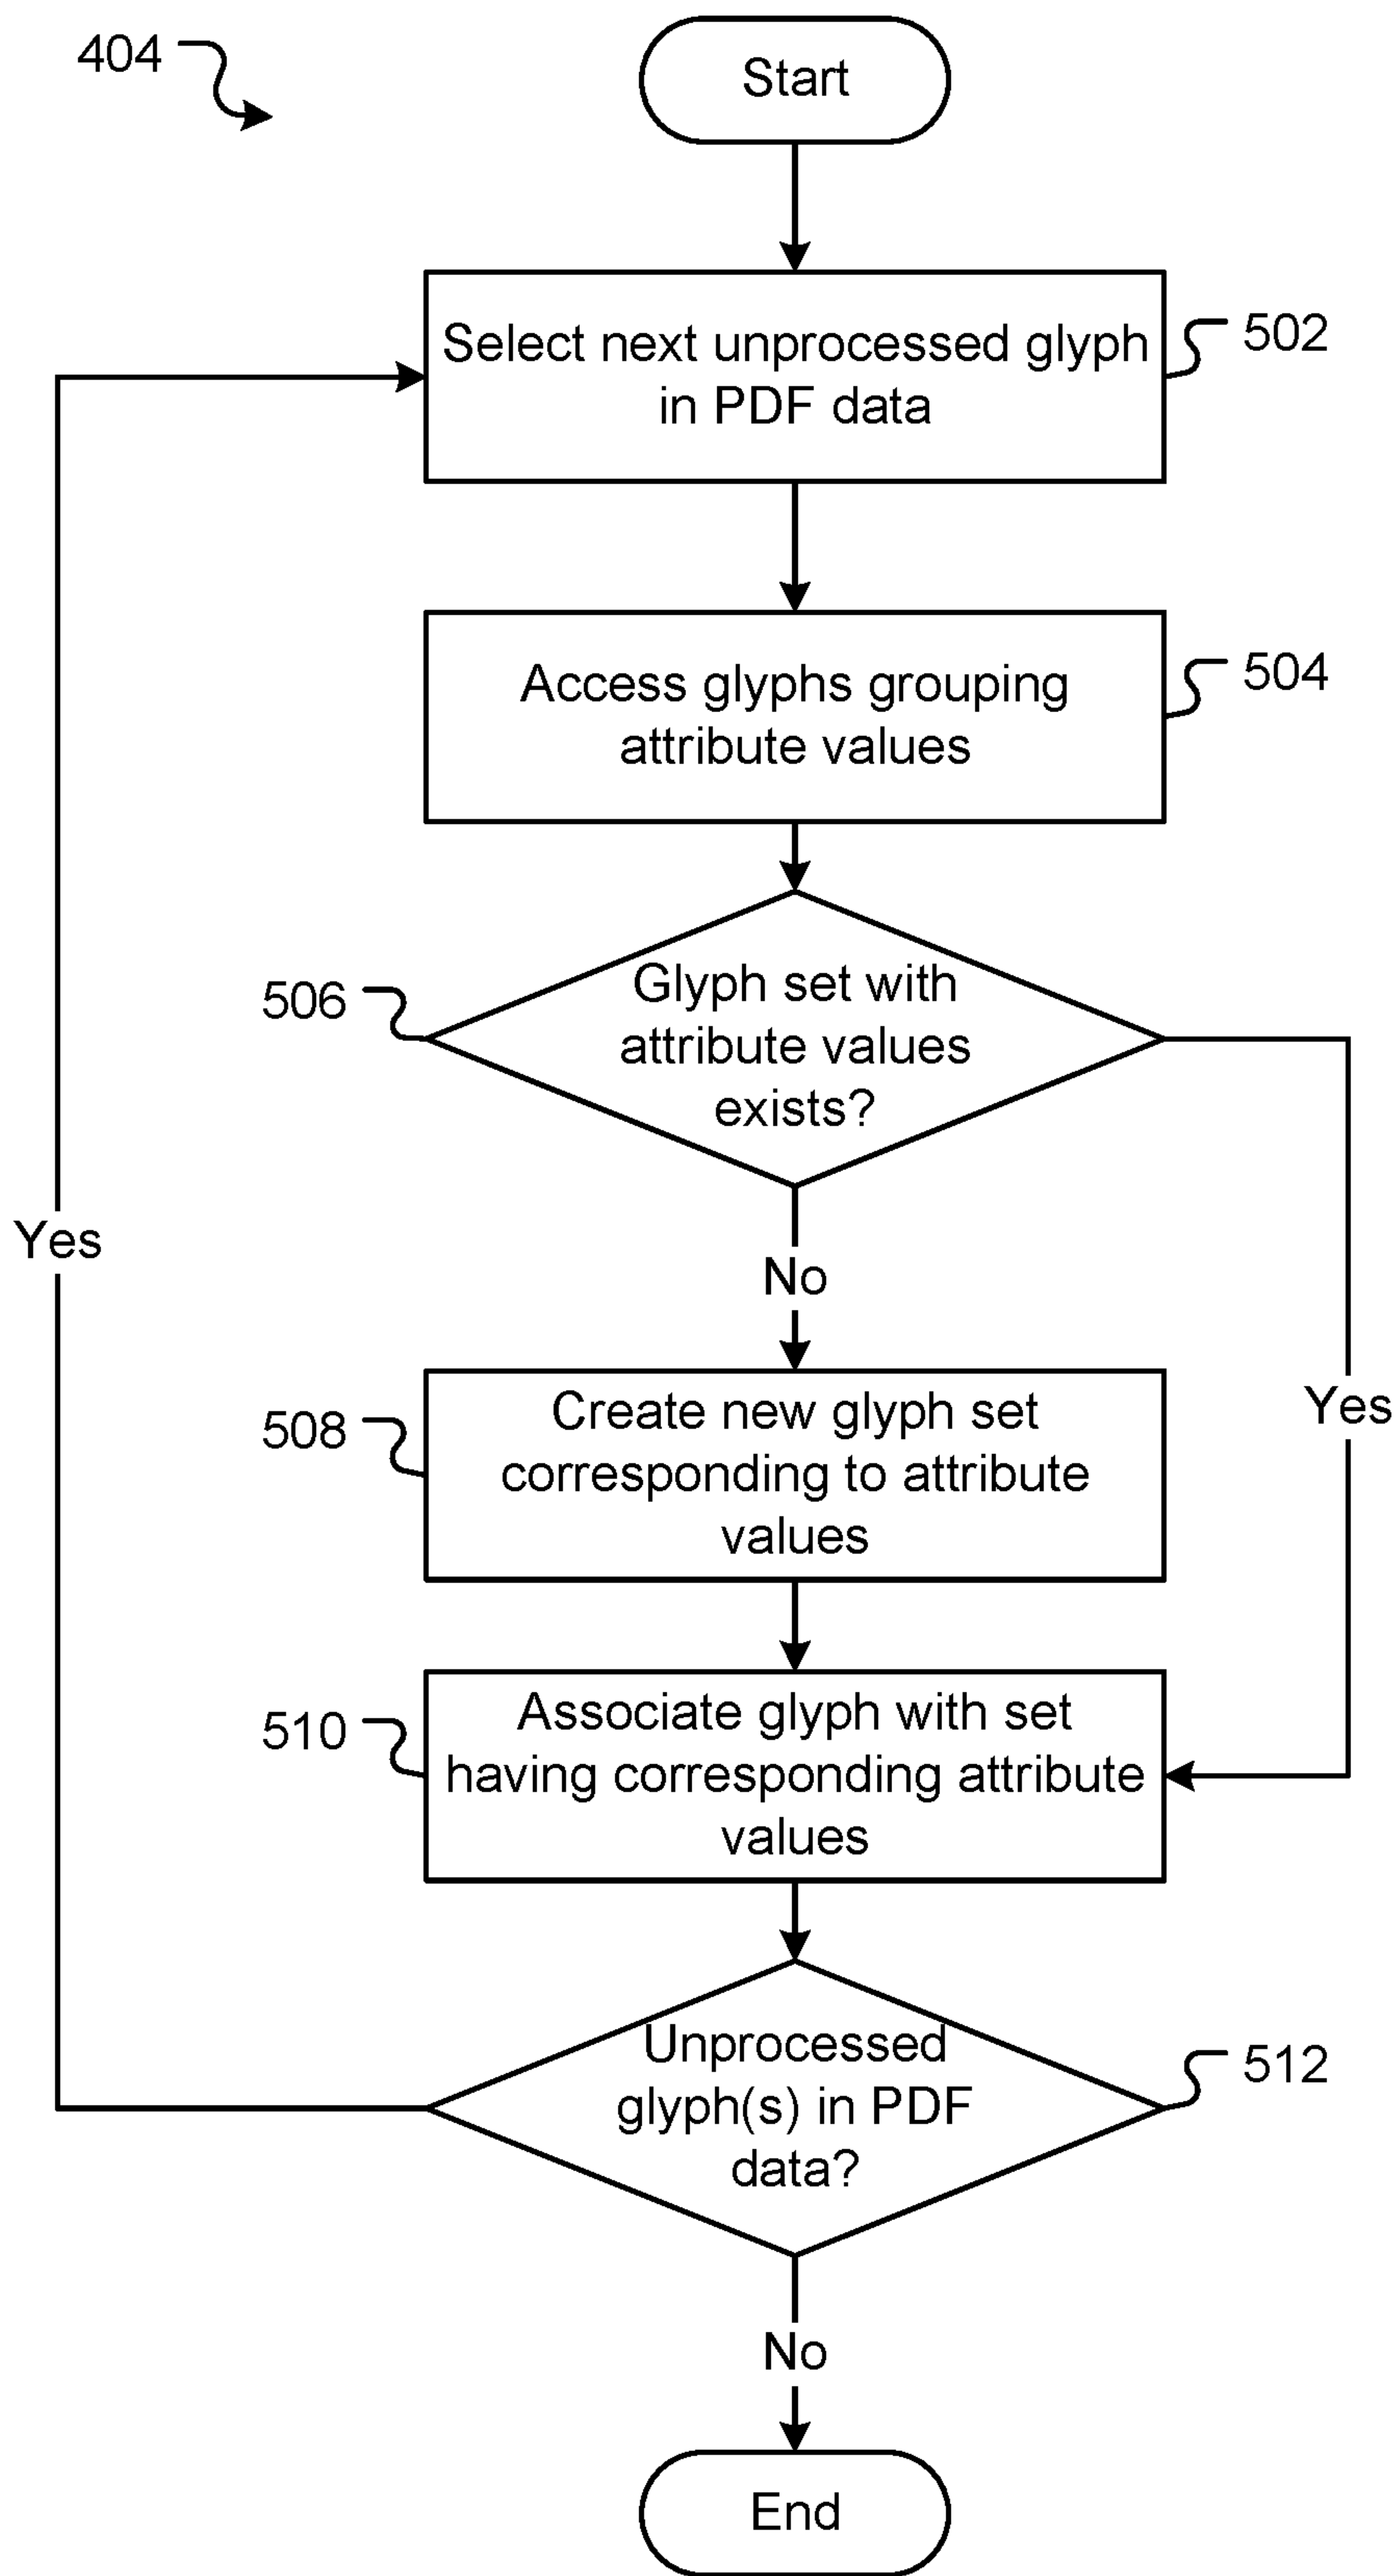 404
Start
Select next unprocessed glyph
in PDF data
502
Access glyphs grouping
attribute values
504
506
Glyph set with
attribute values
exists?
Yes
No
Yes
508
Create new glyph set
corresponding to attribute
values
510
Associate glyph with set
having corresponding attribute
values
Unprocessed
glyph(s) in PDF
data?
512
No
End